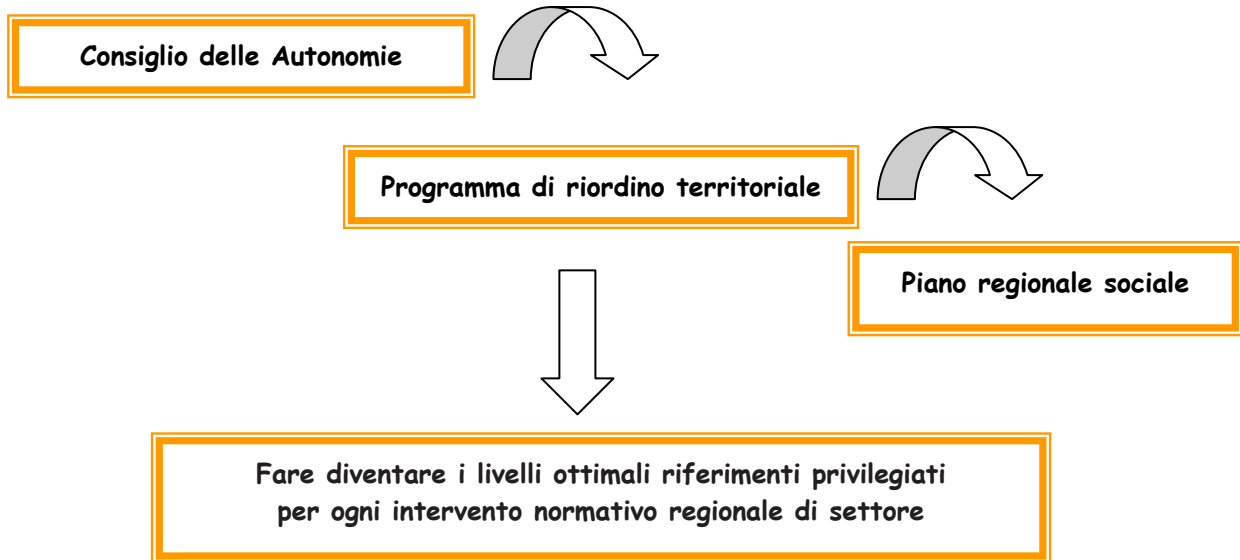 Consiglio delle Autonomie
Programma di riordino territoriale
Piano regionale sociale
Fare diventare i livelli ottimali riferimenti privilegiati
per ogni intervento normativo regionale di settore